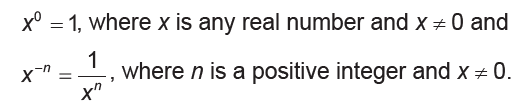 x⁰ = 1, where x is any real number and x ≠ 0 and
x⁻ⁿ = 1/xⁿ, where n is a positive integer and x ≠ 0.